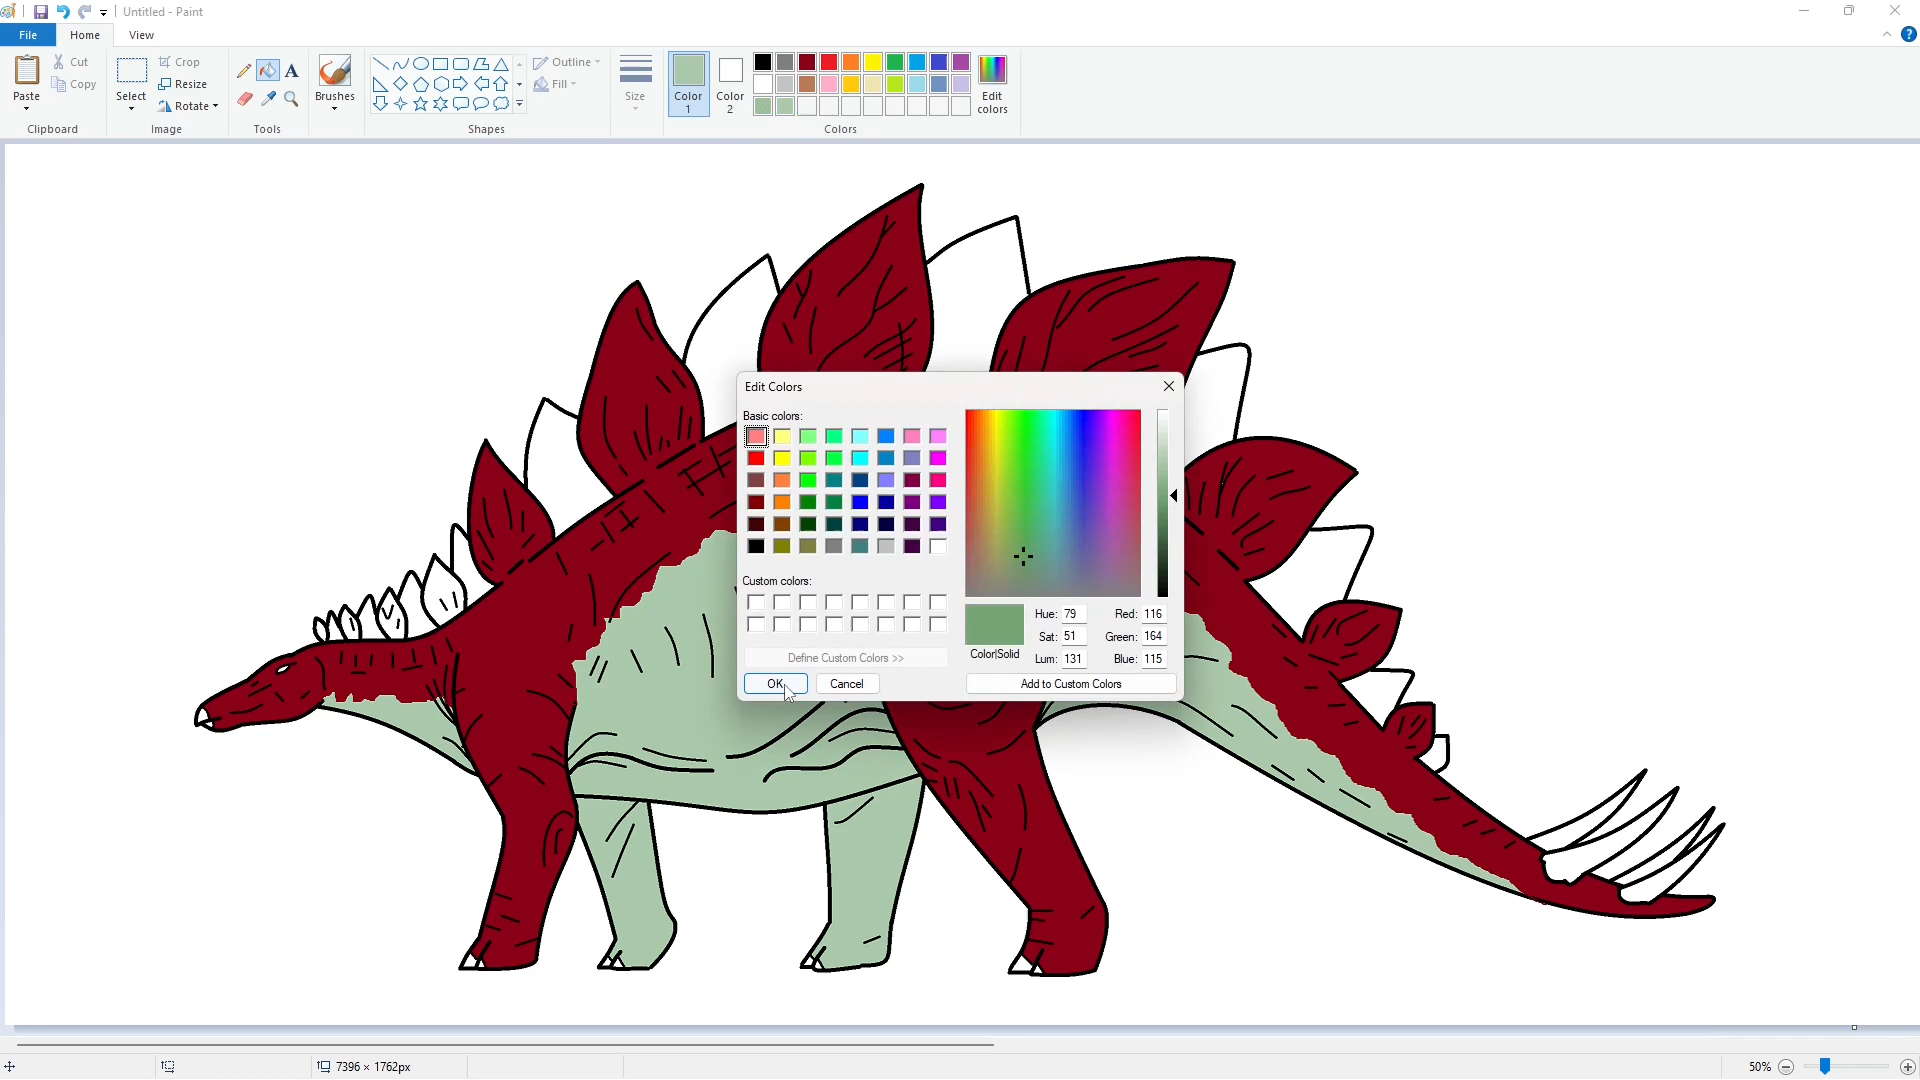 Untitled - Paint
File Home View
Paste Cut Copy Clipboard
Select Crop Resize Rotate Image
A Tools
Brushes
Outline Fill Shapes
Size
Color 1 Color 2 Edit colors Colors
?
Edit Colors
Basic colors:
Custom colors:
Hue: 79 Red: 116
Sat: 51 Green: 164
Color|Solid
Lum: 131 Blue: 115
Define Custom Colors >>
OK Cancel Add to Custom Colors
7396 × 1762px 50%